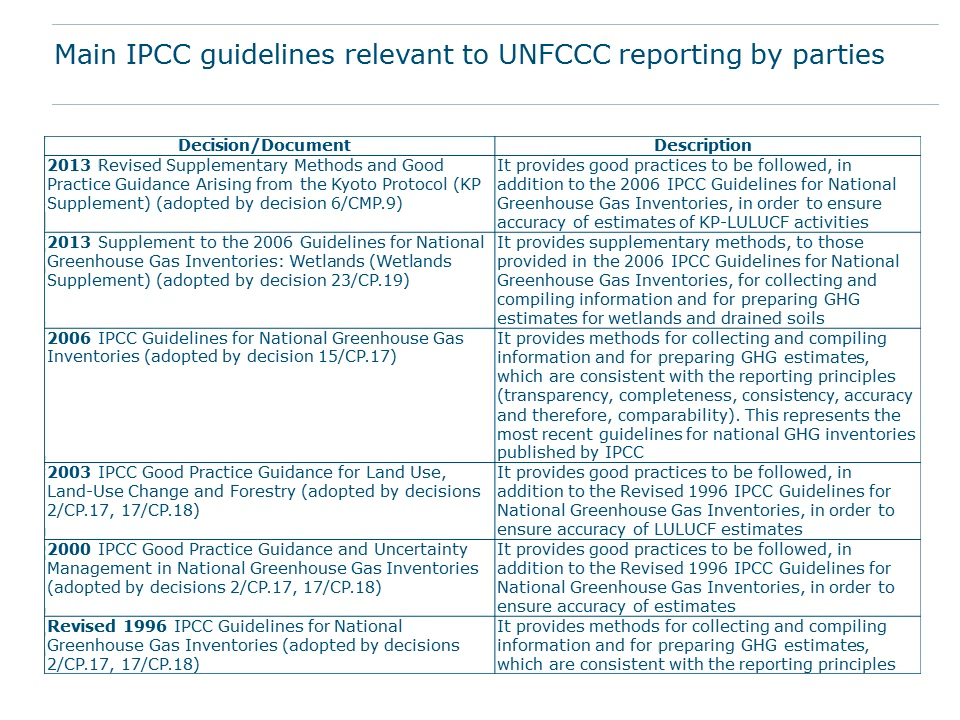 Main IPCC guidelines relevant to UNFCCC reporting by parties
Decision/Document
Description
2013 Revised Supplementary Methods and Good
Practice Guidance Arising from the Kyoto Protocol (KP
Supplement) (adopted by decision 6/CMP.9)
It provides good practices to be followed, in
addition to the 2006 IPCC Guidelines for National
Greenhouse Gas Inventories, in order to ensure
accuracy of estimates of KP-LULUCF activities
2013 Supplement to the 2006 Guidelines for National
Greenhouse Gas Inventories: Wetlands (Wetlands
Supplement) (adopted by decision 23/CP.19)
It provides supplementary methods, to those
provided in the 2006 IPCC Guidelines for National
Greenhouse Gas Inventories, for collecting and
compiling information and for preparing GHG
estimates for wetlands and drained soils
2006 IPCC Guidelines for National Greenhouse Gas
Inventories (adopted by decision 15/CP.17)
It provides methods for collecting and compiling
information and for preparing GHG estimates,
which are consistent with the reporting principles
(transparency, completeness, consistency, accuracy
and therefore, comparability). This represents the
most recent guidelines for national GHG inventories
published by IPCC
2003 IPCC Good Practice Guidance for Land Use,
Land-Use Change and Forestry (adopted by decisions
2/CP.17, 17/CP.18)
It provides good practices to be followed, in
addition to the Revised 1996 IPCC Guidelines for
National Greenhouse Gas Inventories, in order to
ensure accuracy of LULUCF estimates
2000 IPCC Good Practice Guidance and Uncertainty
Management in National Greenhouse Gas Inventories
(adopted by decisions 2/CP.17, 17/CP.18)
It provides good practices to be followed, in
addition to the Revised 1996 IPCC Guidelines for
National Greenhouse Gas Inventories, in order to
ensure accuracy of estimates
Revised 1996 IPCC Guidelines for National
Greenhouse Gas Inventories (adopted by decisions
2/CP.17, 17/CP.18)
It provides methods for collecting and compiling
information and for preparing GHG estimates,
which are consistent with the reporting principles